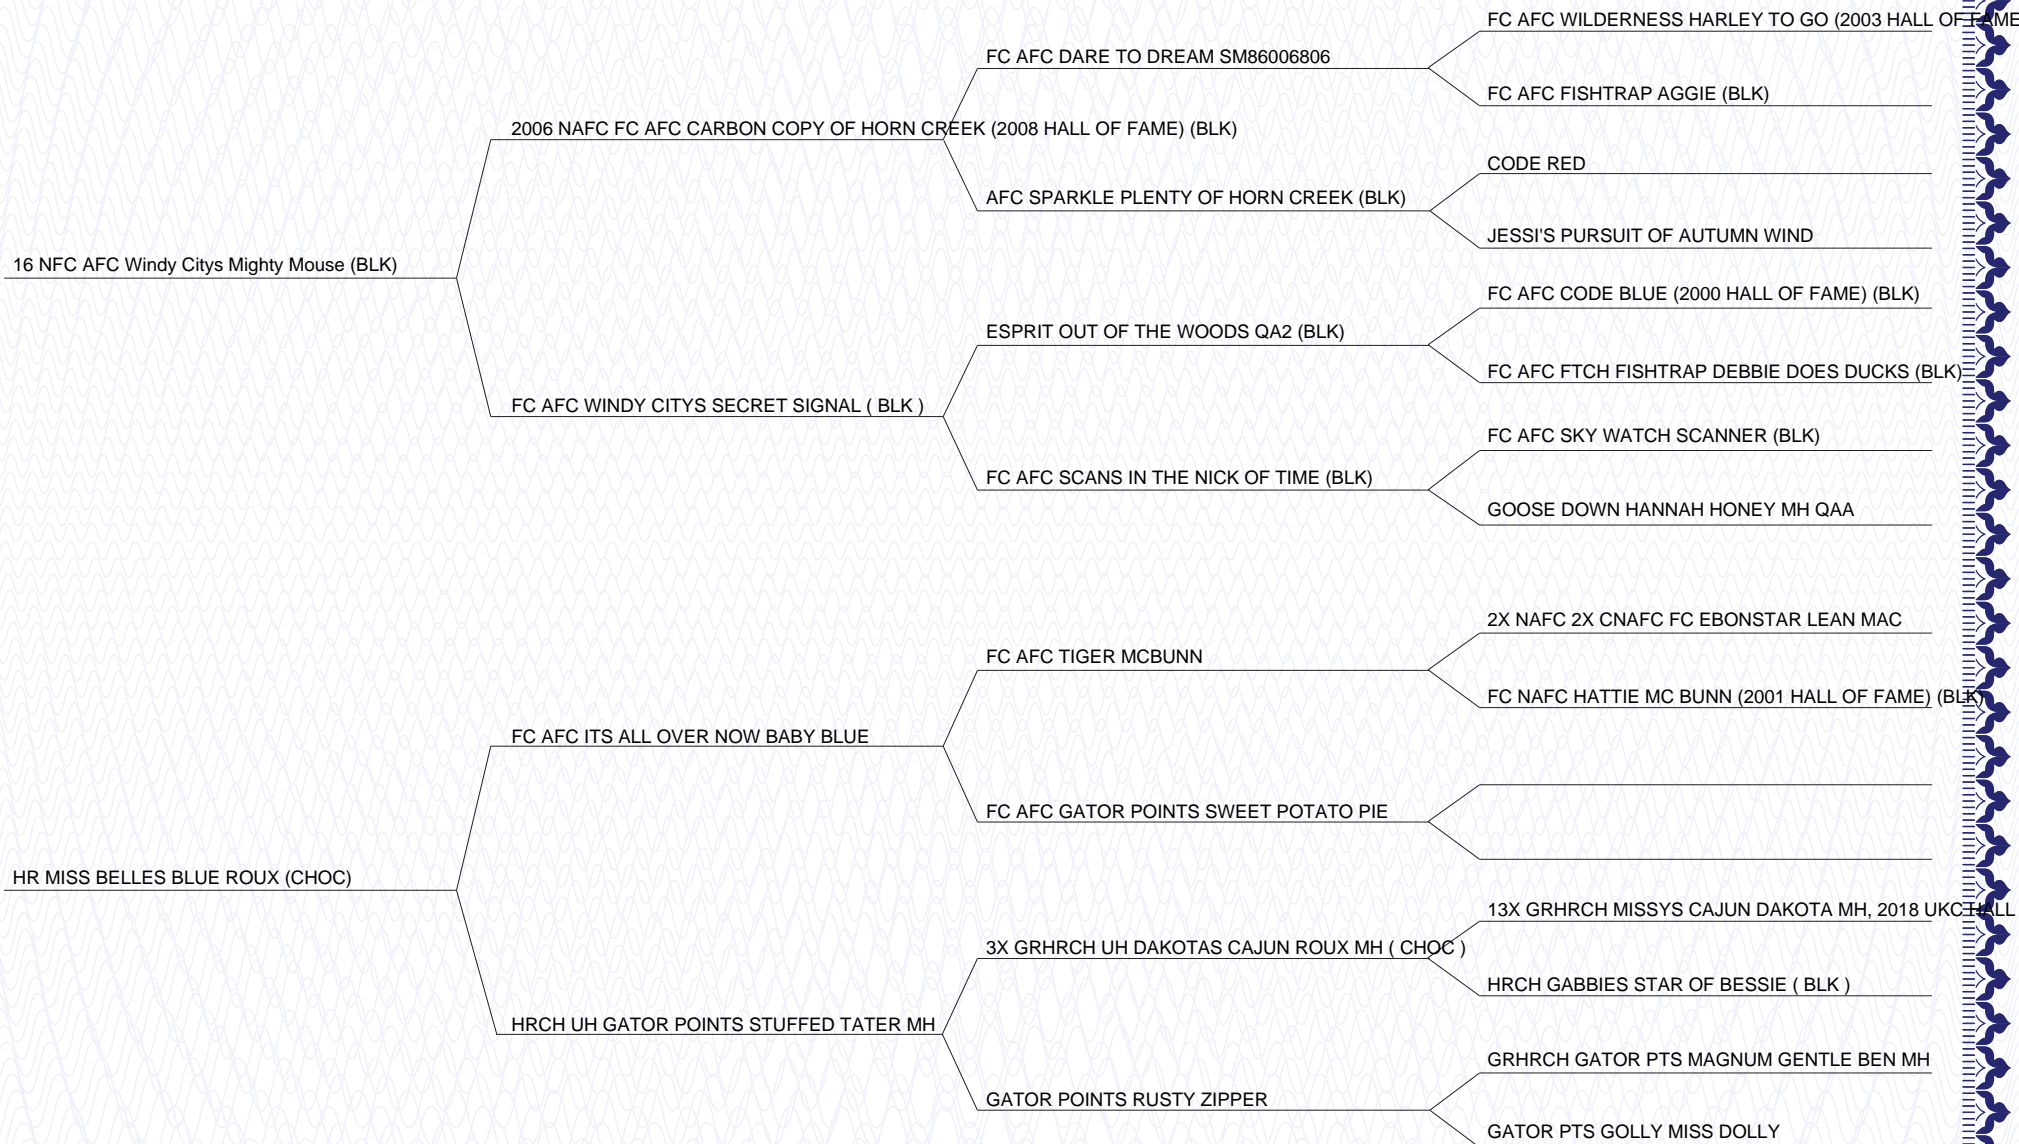 FC AFC WILDERNESS HARLEY TO GO (2003 HALL OF FAME
FC AFC DARE TO DREAM SM86006806
FC AFC FISHTRAP AGGIE (BLK)
2006 NAFC FC AFC CARBON COPY OF HORN CREEK (2008 HALL OF FAME) (BLK)
CODE RED
AFC SPARKLE PLENTY OF HORN CREEK (BLK)
JESSI'S PURSUIT OF AUTUMN WIND
16 NFC AFC Windy Citys Mighty Mouse (BLK)
FC AFC CODE BLUE (2000 HALL OF FAME) (BLK)
ESPRIT OUT OF THE WOODS QA2 (BLK)
FC AFC FTCH FISHTRAP DEBBIE DOES DUCKS (BLK)
FC AFC WINDY CITYS SECRET SIGNAL ( BLK )
FC AFC SKY WATCH SCANNER (BLK)
FC AFC SCANS IN THE NICK OF TIME (BLK)
GOOSE DOWN HANNAH HONEY MH QAA
2X NAFC 2X CNAFC FC EBONSTAR LEAN MAC
FC AFC TIGER MCBUNN
FC NAFC HATTIE MC BUNN (2001 HALL OF FAME) (BLK)
FC AFC ITS ALL OVER NOW BABY BLUE
FC AFC GATOR POINTS SWEET POTATO PIE
HR MISS BELLES BLUE ROUX (CHOC)
13X GRHRCH MISSYS CAJUN DAKOTA MH, 2018 UKC HALL
3X GRHRCH UH DAKOTAS CAJUN ROUX MH ( CHOC )
HRCH GABBIES STAR OF BESSIE ( BLK )
HRCH UH GATOR POINTS STUFFED TATER MH
GRHRCH GATOR PTS MAGNUM GENTLE BEN MH
GATOR POINTS RUSTY ZIPPER
GATOR PTS GOLLY MISS DOLLY